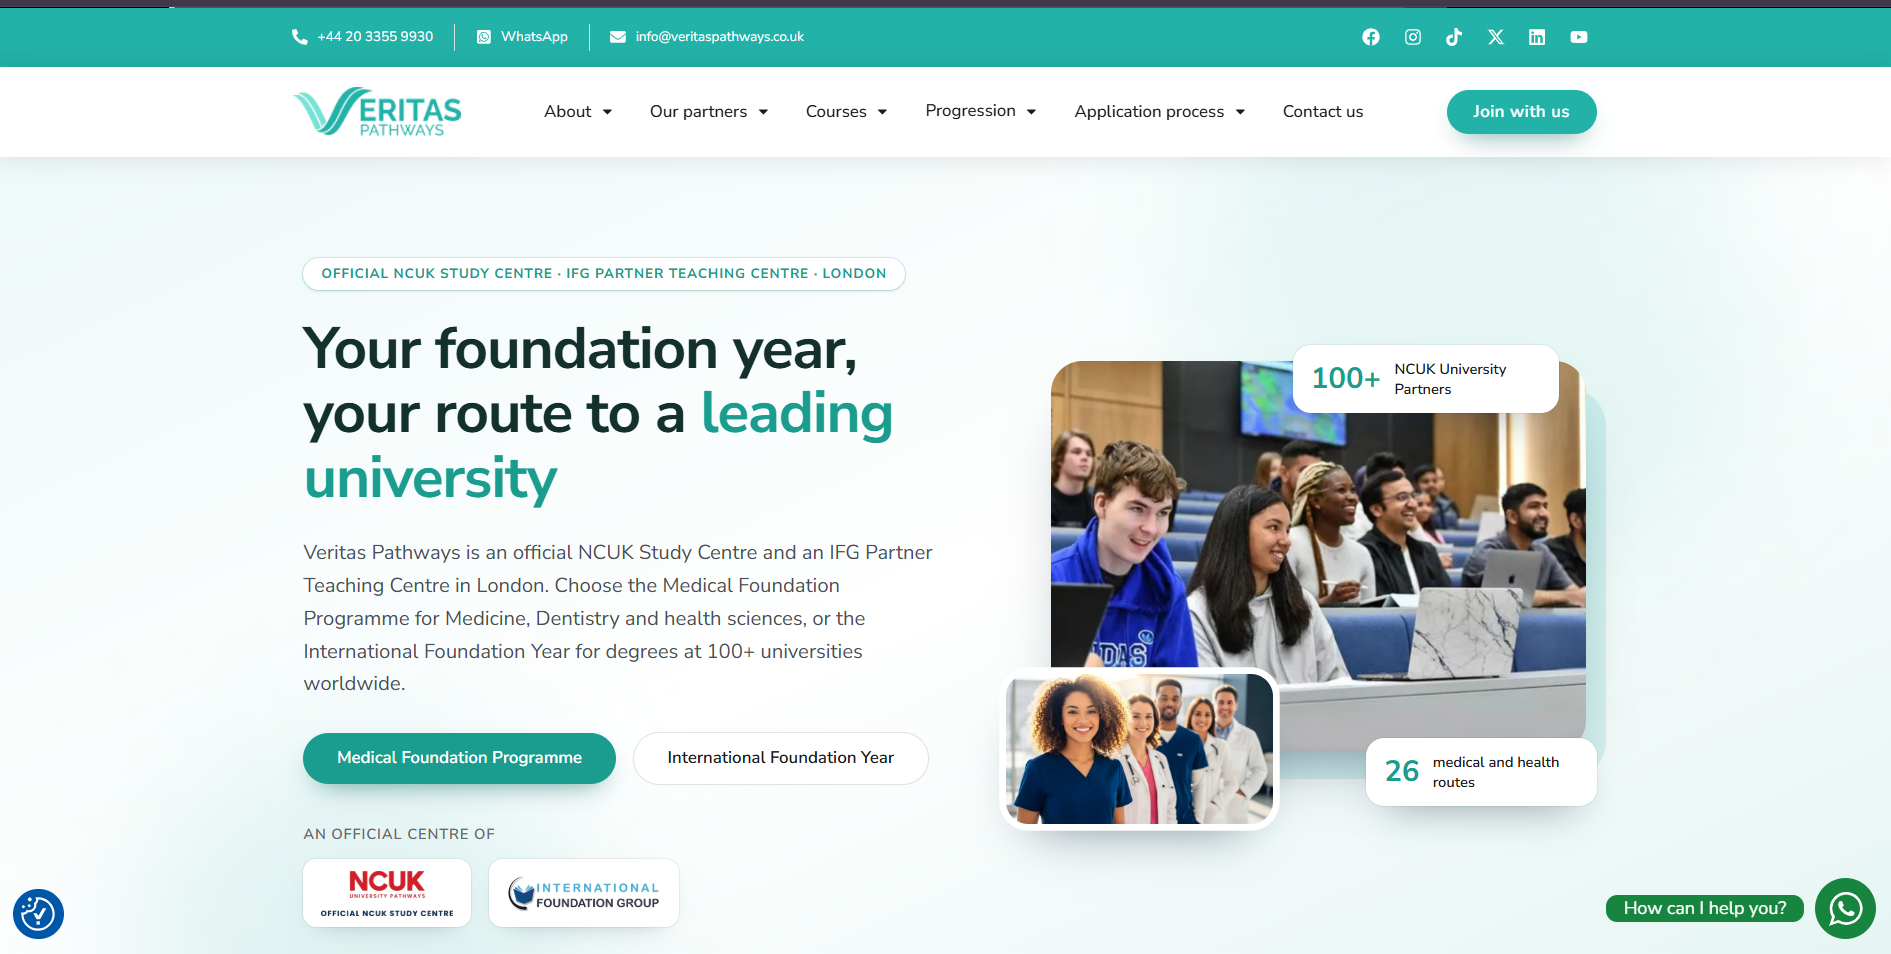 +44 20 3355 9930
WhatsApp
info@veritaspathways.co.uk
VERITAS
PATHWAYS
About
Our partners
Courses
Progression
Application process
Contact us
Join with us
OFFICIAL NCUK STUDY CENTRE · IFG PARTNER TEACHING CENTRE · LONDON
Your foundation year,
your route to a leading
university
Veritas Pathways is an official NCUK Study Centre and an IFG Partner
Teaching Centre in London. Choose the Medical Foundation
Programme for Medicine, Dentistry and health sciences, or the
International Foundation Year for degrees at 100+ universities
worldwide.
Medical Foundation Programme
International Foundation Year
100+
NCUK University
Partners
26
medical and health
routes
AN OFFICIAL CENTRE OF
NCUK
UNIVERSITY PATHWAYS
OFFICIAL NCUK STUDY CENTRE
INTERNATIONAL
FOUNDATION GROUP
How can I help you?